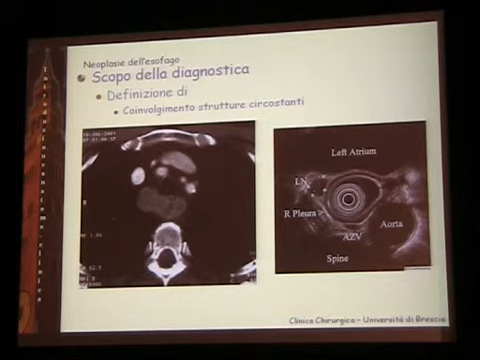 Neoplasie dell'esofago
Scopo della diagnostica
Definizione di
Coinvolgimento strutture circostanti
Left Atrium
LN
R Pleura
Aorta
AZV
Spine
Clinica Chirurgica - Università di Brescia